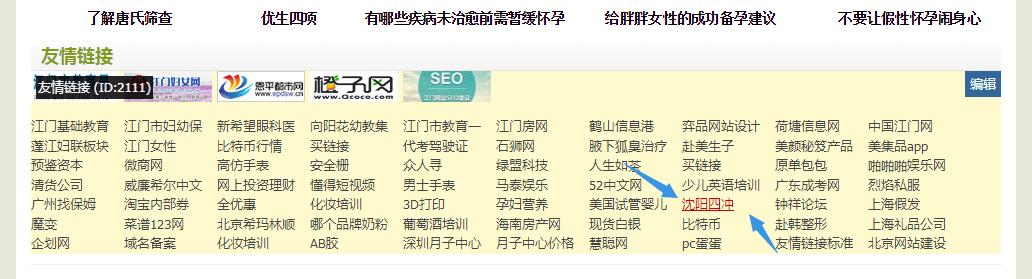 了解唐氏筛查 优生四项 有哪些疾病未治愈前需暂缓怀孕 给胖胖女性的成功备孕建议 不要让假性怀孕闹身心
友情链接
友情链接 (ID:2111) 江门妇女网 恩平都市网 www.epdsw.cn 橙子网 www.Qcoco.com SEO 编辑
江门基础教育 江门市妇幼保 新希望眼科医 向阳花幼教集 江门市教育一 江门房网 鹤山信息港 弈品网站设计 荷塘信息网 中国江门网
蓬江妇联板块 江门女性 比特币行情 买链接 代考驾驶证 石狮网 腋下狐臭治疗 赴美生子 美颜秘笈产品 美集品app
预鉴资本 微商网 高仿手表 安全栅 众人寻 绿盟科技 人生如茶 买链接 原单包包 啪啪啪娱乐网
清货公司 威廉希尔中文 网上投资理财 懂得短视频 男士手表 马泰娱乐 52中文网 少儿英语培训 广东成考网 烈焰私服
广州找保姆 淘宝内部券 全优惠 化妆培训 3D打印 孕妇营养 美国试管婴儿 沈阳四冲 钟祥论坛 上海假发
魔变 菜谱123网 北京希玛林顺 哪个品牌奶粉 葡萄酒培训 海南房产网 现货白银 比特币 赴韩整形 上海礼品公司
企划网 域名备案 化妆培训 AB胶 深圳月子中心 月子中心价格 慧聪网 pc蛋蛋 友情链接标准 北京网站建设